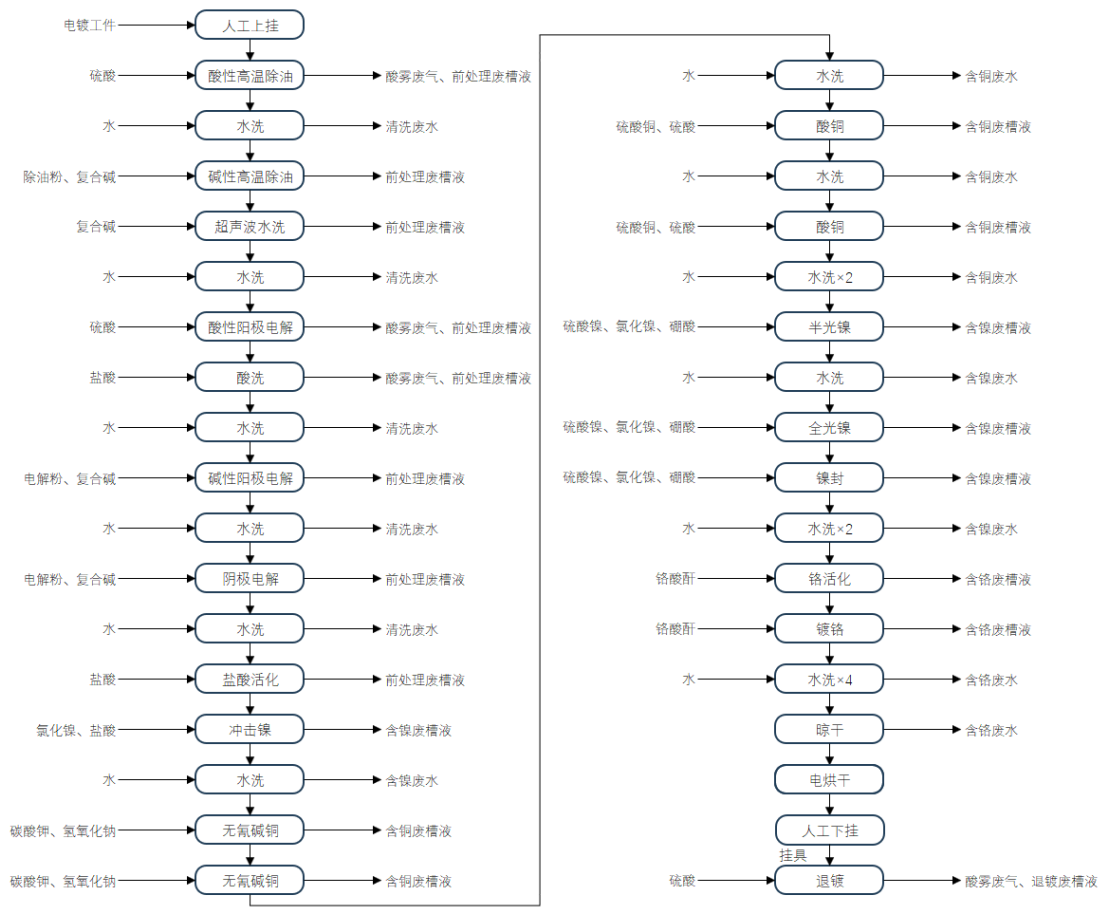 电镀工件 人工上挂
硫酸 酸性高温除油 酸雾废气、前处理废槽液
水 水洗 清洗废水
除油粉、复合碱 碱性高温除油 前处理废槽液
复合碱 超声波水洗 前处理废槽液
水 水洗 清洗废水
硫酸 酸性阳极电解 酸雾废气、前处理废槽液
盐酸 酸洗 酸雾废气、前处理废槽液
水 水洗 清洗废水
电解粉、复合碱 碱性阳极电解 前处理废槽液
水 水洗 清洗废水
电解粉、复合碱 阴极电解 前处理废槽液
水 水洗 清洗废水
盐酸 盐酸活化 前处理废槽液
氯化镍、盐酸 冲击镍 含镍废槽液
水 水洗 含镍废水
碳酸钾、氢氧化钠 无氰碱铜 含铜废槽液
碳酸钾、氢氧化钠 无氰碱铜 含铜废槽液
水 水洗 含铜废水
硫酸铜、硫酸 酸铜 含铜废槽液
水 水洗 含铜废水
硫酸铜、硫酸 酸铜 含铜废槽液
水 水洗×2 含铜废水
硫酸镍、氯化镍、硼酸 半光镍 含镍废槽液
水 水洗 含镍废水
硫酸镍、氯化镍、硼酸 全光镍 含镍废槽液
硫酸镍、氯化镍、硼酸 镍封 含镍废槽液
水 水洗×2 含镍废水
铬酸酐 铬活化 含铬废槽液
铬酸酐 镀铬 含铬废槽液
水 水洗×4 含铬废水
晾干 含铬废水
电烘干
人工下挂
挂具
硫酸 退镀 酸雾废气、退镀废槽液